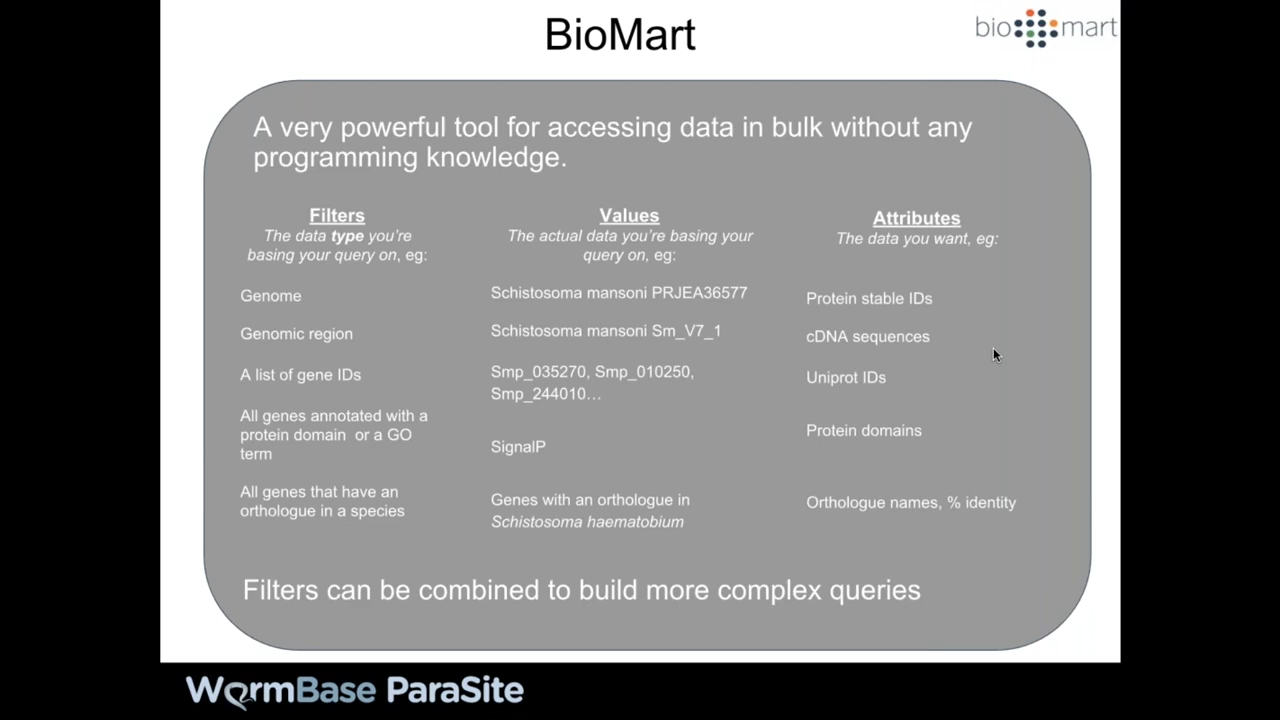 BioMart
bio mart
A very powerful tool for accessing data in bulk without any
programming knowledge.
Filters
The data type you're
basing your query on, eg:
Genome
Genomic region
A list of gene IDs
All genes annotated with a
protein domain or a GO
term
All genes that have an
orthologue in a species
Values
The actual data you're basing your
query on, eg:
Schistosoma mansoni PRJEA36577
Schistosoma mansoni Sm_V7_1
Smp_035270, Smp_010250,
Smp_244010…
SignalP
Genes with an orthologue in
Schistosoma haematobium
Attributes
The data you want, eg:
Protein stable IDs
cDNA sequences
Uniprot IDs
Protein domains
Orthologue names, % identity
Filters can be combined to build more complex queries
WormBase ParaSite